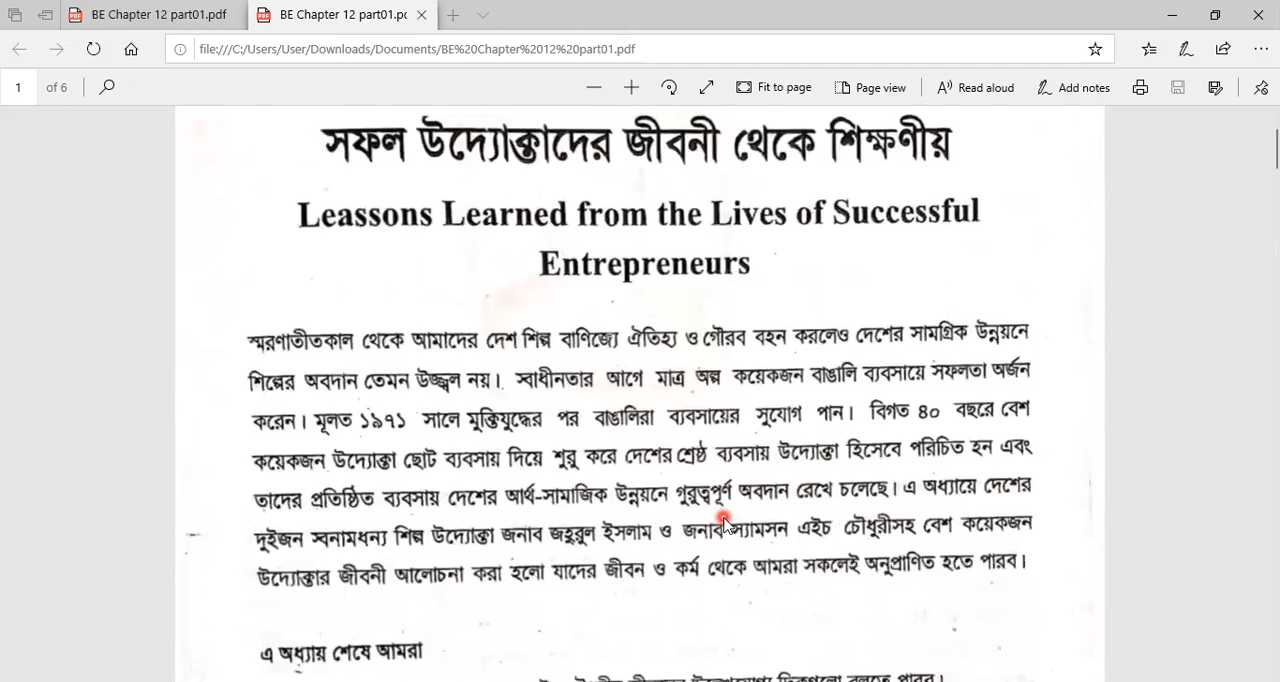 BE Chapter 12 part01.pdf
BE Chapter 12 part01.pc
file:///C:/Users/User/Downloads/Documents/BE%20Chapter%2012%20part01.pdf
1 of 6 Fit to page Page view Read aloud Add notes
সফল উদ্যোক্তাদের জীবনী থেকে শিক্ষণীয়
Leassons Learned from the Lives of Successful
Entrepreneurs
স্মরণাতীতকাল থেকে আমাদের দেশ শিল্প বাণিজ্যে ঐতিহ্য ও গৌরব বহন করলেও দেশের সামগ্রিক উন্নয়নে
শিল্পের অবদান তেমন উজ্জ্বল নয়। স্বাধীনতার আগে মাত্র অল্প কয়েকজন বাঙালি ব্যবসায়ে সফলতা অর্জন
করেন। মূলত ১৯৭১ সালে মুক্তিযুদ্ধের পর বাঙালিরা ব্যবসায়ের সুযোগ পান। বিগত ৪০ বছরে বেশ
কয়েকজন উদ্যোক্তা ছোট ব্যবসায় দিয়ে শুরু করে দেশের শ্রেষ্ঠ ব্যবসায় উদ্যোক্তা হিসেবে পরিচিত হন এবং
তাদের প্রতিষ্ঠিত ব্যবসায় দেশের আর্থ-সামাজিক উন্নয়নে গুরুত্বপূর্ণ অবদান রেখে চলেছে। এ অধ্যায়ে দেশের
দুইজন স্বনামধন্য শিল্প উদ্যোক্তা জনাব জহুরুল ইসলাম ও জনাব স্যামসন এইচ চৌধুরীসহ বেশ কয়েকজন
উদ্যোক্তার জীবনী আলোচনা করা হলো যাদের জীবন ও কর্ম থেকে আমরা সকলেই অনুপ্রাণিত হতে পারব।
এ অধ্যায় শেষে আমরা